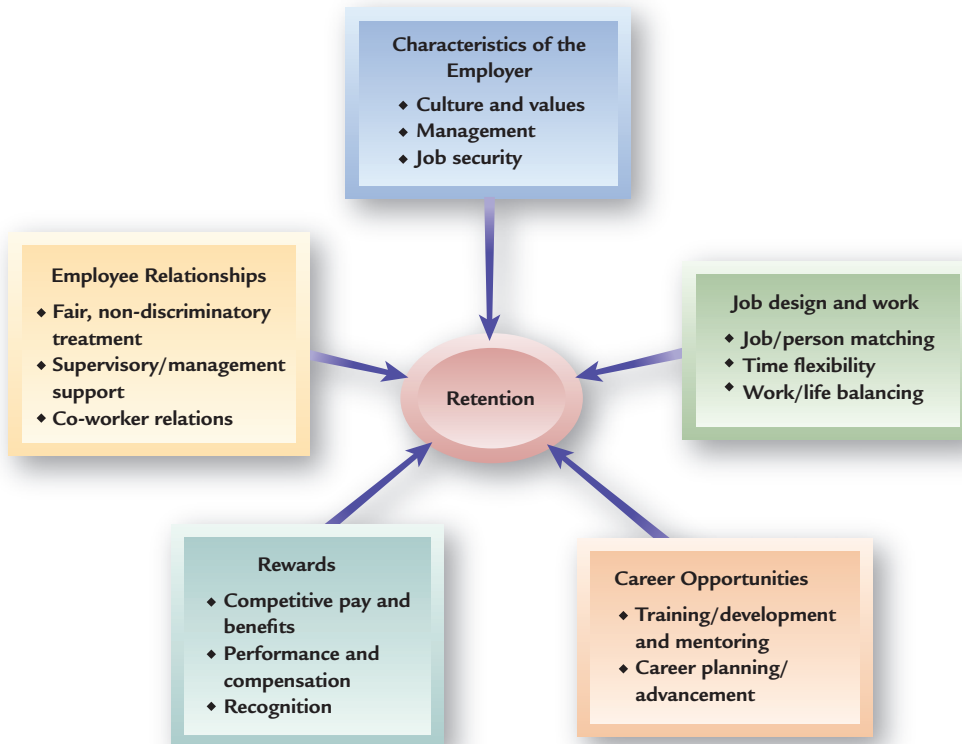 Characteristics of the
Employer
◆ Culture and values
◆ Management
◆ Job security
Employee Relationships
◆ Fair, non-discriminatory
treatment
◆ Supervisory/management
support
◆ Co-worker relations
Job design and work
◆ Job/person matching
◆ Time flexibility
◆ Work/life balancing
Retention
Rewards
◆ Competitive pay and
benefits
◆ Performance and
compensation
◆ Recognition
Career Opportunities
◆ Training/development
and mentoring
◆ Career planning/
advancement